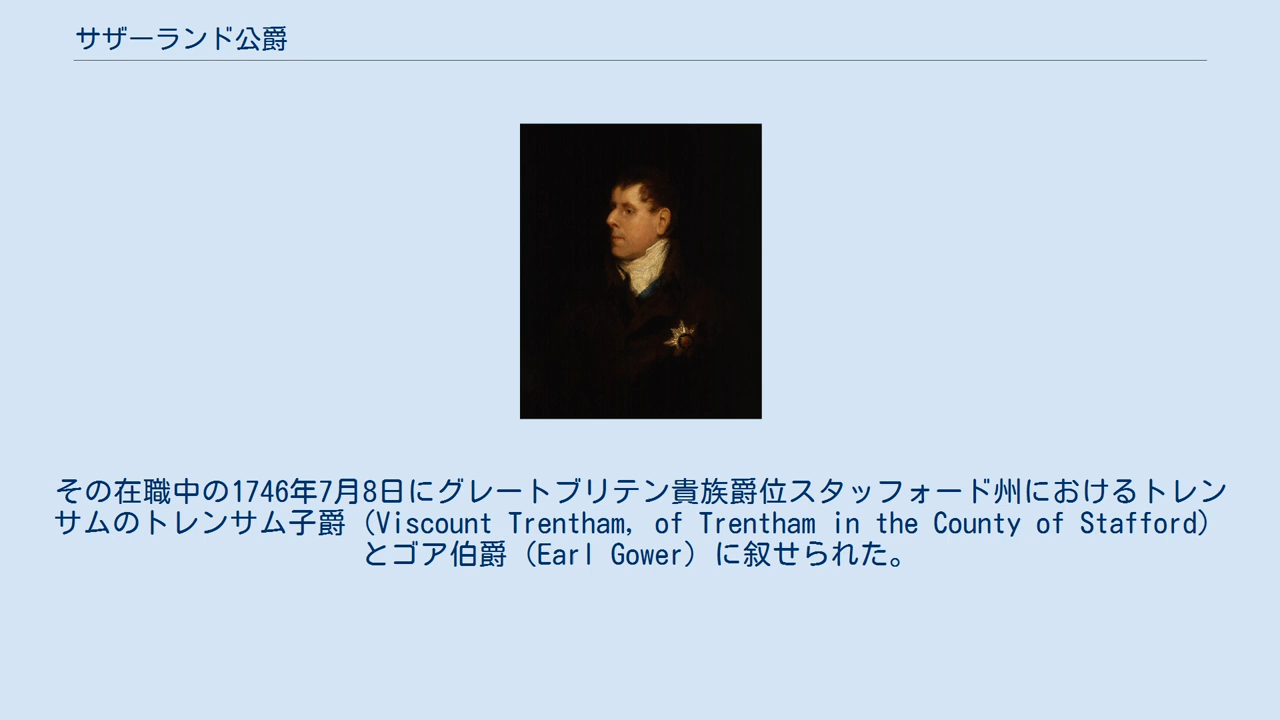 サザーランド公爵
その在職中の1746年7月8日にグレートブリテン貴族爵位スタッフォード州におけるトレン
サムのトレンサム子爵（Viscount Trentham, of Trentham in the County of Stafford）
とゴア伯爵（Earl Gower）に叙せられた。